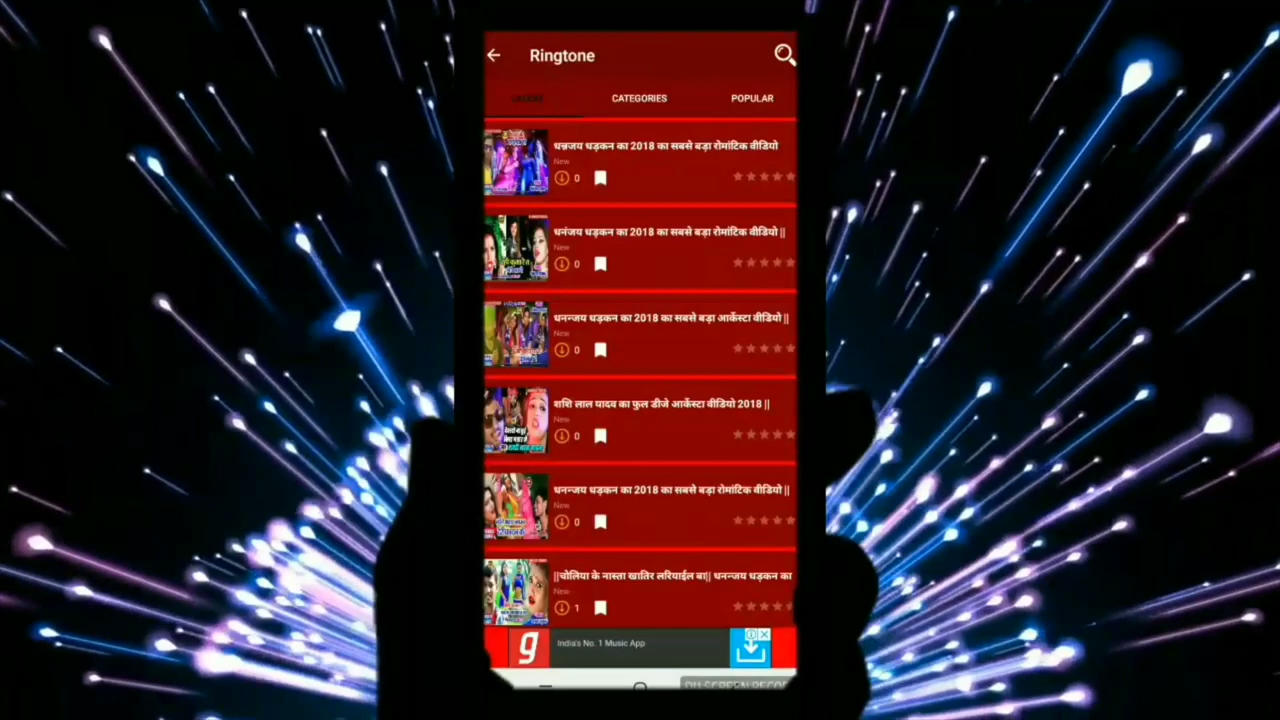 Ringtone
CATEGORIES
POPULAR
धन्नजय धड़कन का 2018 का सबसे बड़ा रोमांटिक वीडियो
New
0
धनंजय धड़कन का 2018 का सबसे बड़ा रोमांटिक वीडियो ||
New
0
धनन्जय धड़कन का 2018 का सबसे बड़ा आर्केस्टा वीडियो ||
New
0
शशि लाल यादव का फुल डीजे आर्केस्टा वीडियो 2018 ||
New
0
धनन्जय धड़कन का 2018 का सबसे बड़ा रोमांटिक वीडियो ||
New
0
||चोलिया के नास्ता खातिर लरियाईल बा|| धनन्जय धड़कन का
New
1
g
India's No. 1 Music App